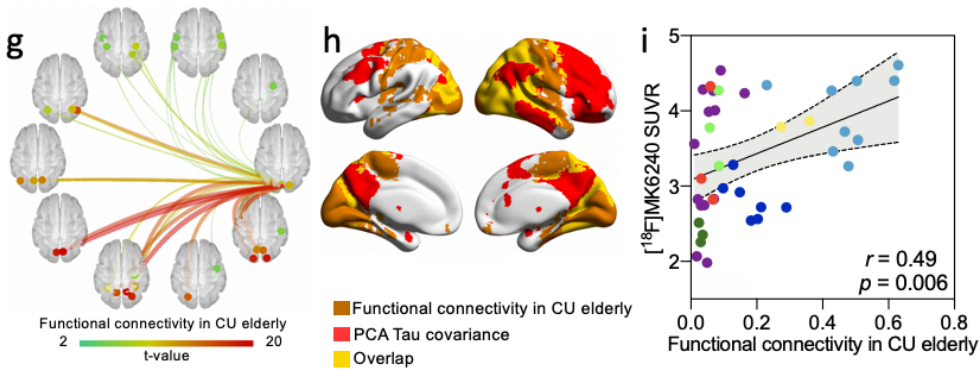 g
Functional connectivity in CU elderly
2
20
t-value
h
Functional connectivity in CU elderly
PCA Tau covariance
Overlap
i
[¹⁸F]MK6240 SUVR
5
4
3
2
r = 0.49
p = 0.006
0.0 0.2 0.4 0.6 0.8
Functional connectivity in CU elderly